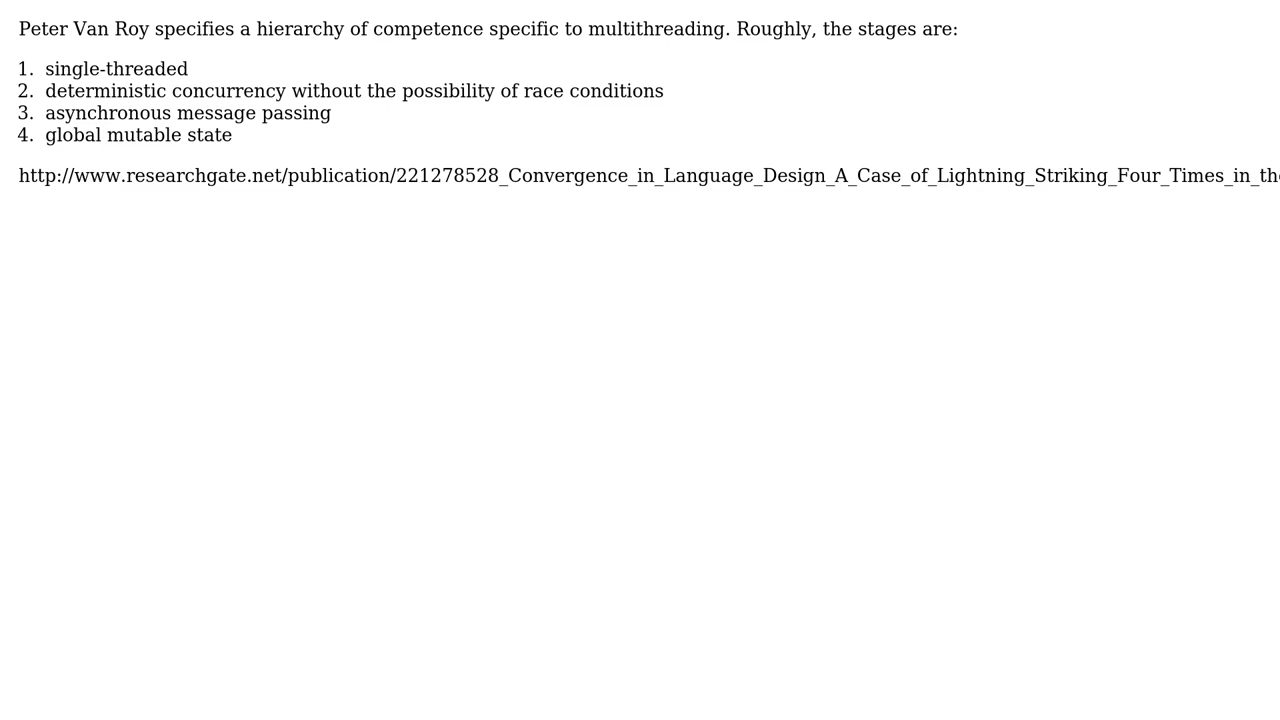 Peter Van Roy specifies a hierarchy of competence specific to multithreading. Roughly, the stages are:
1. single-threaded
2. deterministic concurrency without the possibility of race conditions
3. asynchronous message passing
4. global mutable state
http://www.researchgate.net/publication/221278528_Convergence_in_Language_Design_A_Case_of_Lightning_Striking_Four_Times_in_the